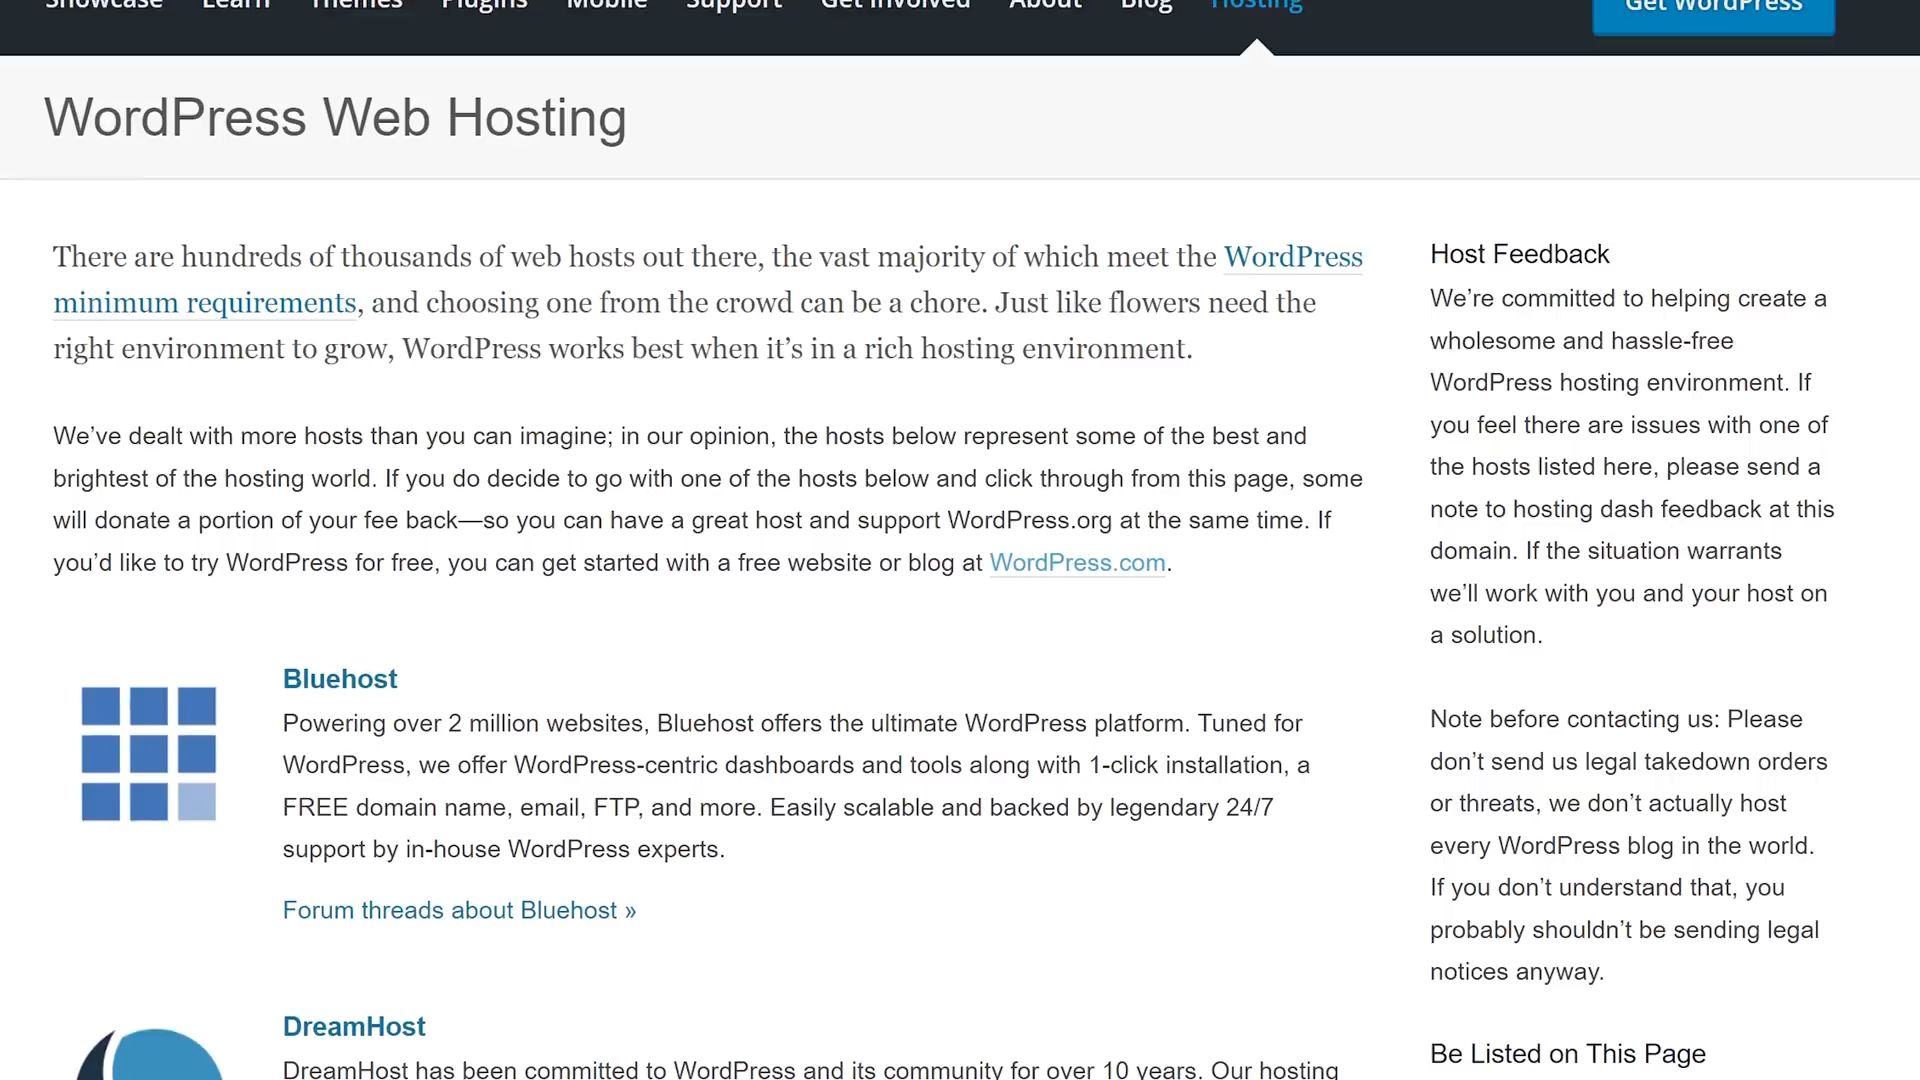 Showcase Learn Themes Plugins Mobile Support Get Involved About Blog Hosting Get WordPress
WordPress Web Hosting
There are hundreds of thousands of web hosts out there, the vast majority of which meet the WordPress
minimum requirements, and choosing one from the crowd can be a chore. Just like flowers need the
right environment to grow, WordPress works best when it’s in a rich hosting environment.
We’ve dealt with more hosts than you can imagine; in our opinion, the hosts below represent some of the best and
brightest of the hosting world. If you do decide to go with one of the hosts below and click through from this page, some
will donate a portion of your fee back—so you can have a great host and support WordPress.org at the same time. If
you’d like to try WordPress for free, you can get started with a free website or blog at WordPress.com.
Bluehost
Powering over 2 million websites, Bluehost offers the ultimate WordPress platform. Tuned for
WordPress, we offer WordPress-centric dashboards and tools along with 1-click installation, a
FREE domain name, email, FTP, and more. Easily scalable and backed by legendary 24/7
support by in-house WordPress experts.
Forum threads about Bluehost »
DreamHost
DreamHost has been committed to WordPress and its community for over 10 years. Our hosting
Host Feedback
We’re committed to helping create a
wholesome and hassle-free
WordPress hosting environment. If
you feel there are issues with one of
the hosts listed here, please send a
note to hosting dash feedback at this
domain. If the situation warrants
we’ll work with you and your host on
a solution.
Note before contacting us: Please
don’t send us legal takedown orders
or threats, we don’t actually host
every WordPress blog in the world.
If you don’t understand that, you
probably shouldn’t be sending legal
notices anyway.
Be Listed on This Page